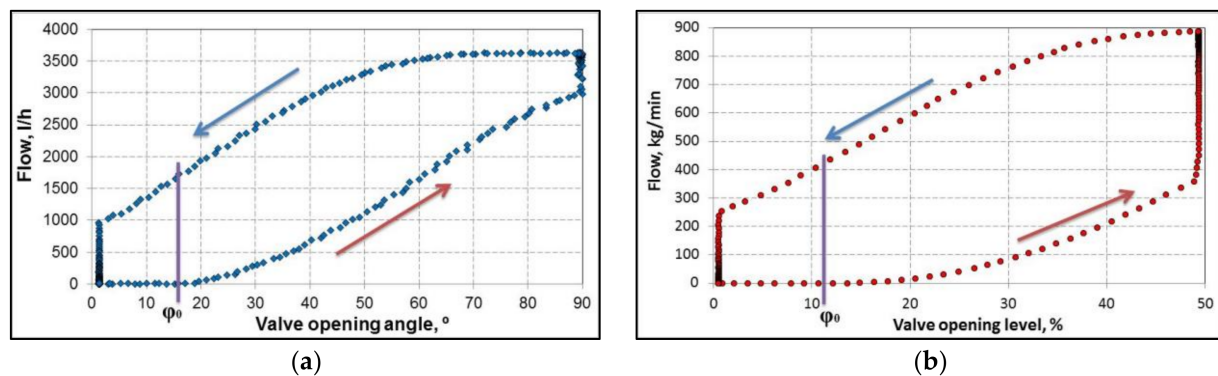 4000
3500
3000
2500
2000
1500
1000
500
0
Flow, l/h
0 10 20 30 40 50 60 70 80 90
φ₀
Valve opening angle, º
(a)
900
800
700
600
500
400
300
200
100
0
Flow, kg/min
0 10 20 30 40 50
φ₀
Valve opening level, %
(b)